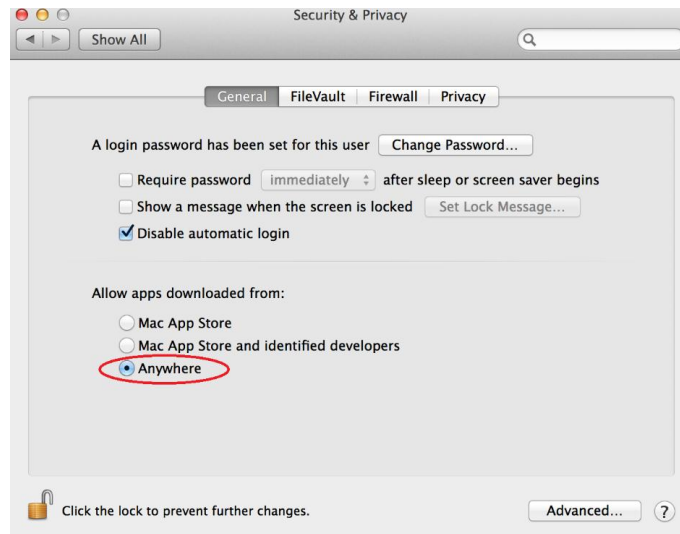 Security & Privacy
Show All
General FileVault Firewall Privacy
A login password has been set for this user Change Password...
Require password immediately after sleep or screen saver begins
Show a message when the screen is locked Set Lock Message...
Disable automatic login
Allow apps downloaded from:
Mac App Store
Mac App Store and identified developers
Anywhere
Click the lock to prevent further changes. Advanced... ?